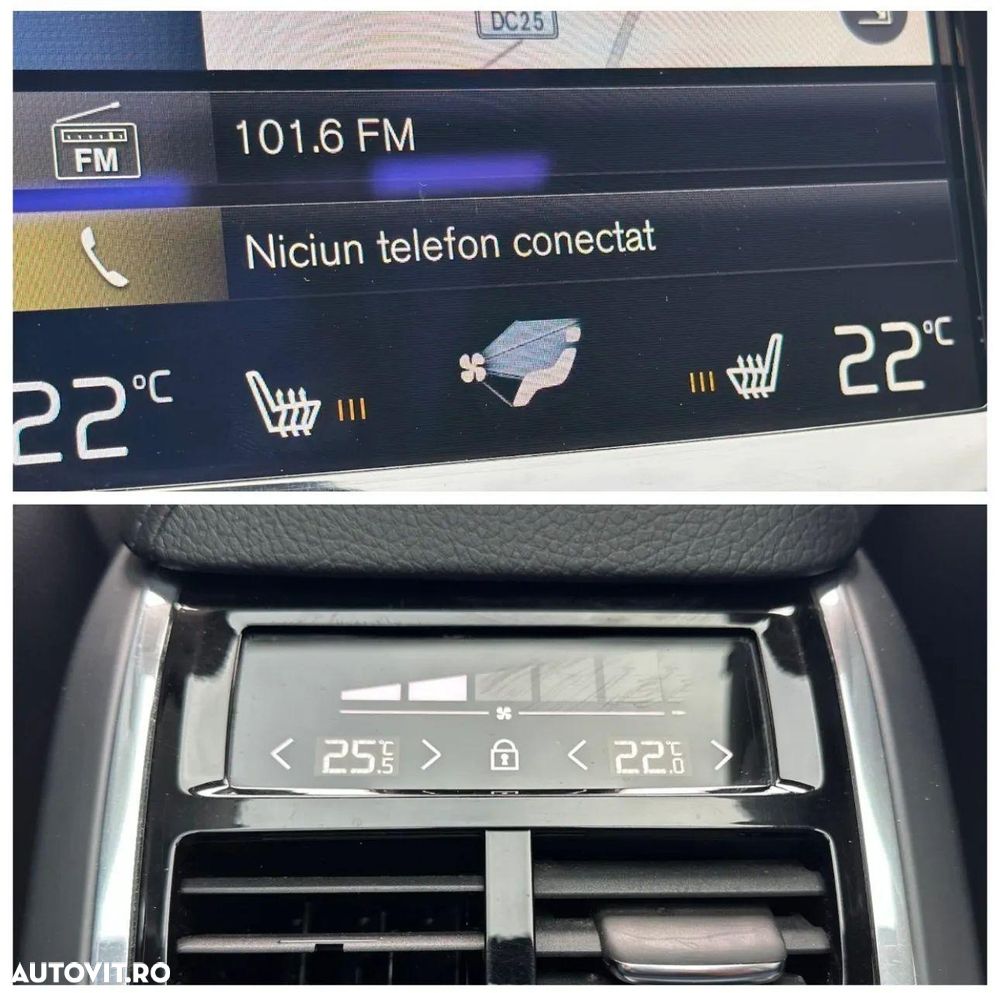 DC25
FM
101.6 FM
Niciun telefon conectat
22°C
22°C
25.5°C
22.0°C
AUTOVIT.RO